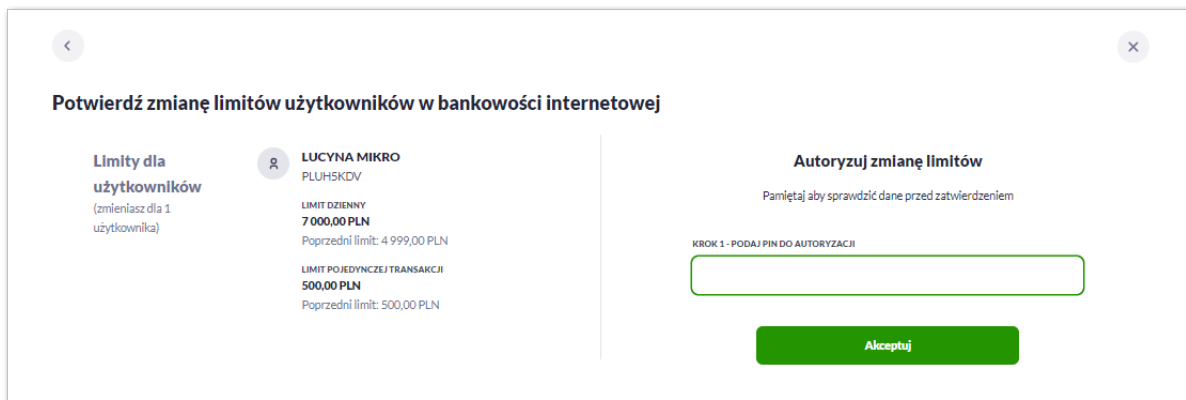 Potwierdź zmianę limitów użytkowników w bankowości internetowej
Limity dla
użytkowników
(zmieniasz dla 1
użytkownika)
LUCYNA MIKRO
PLUH5KDV
LIMIT DZIENNY
7 000,00 PLN
Poprzedni limit: 4 999,00 PLN
LIMIT POJEDYNCZEJ TRANSAKCJI
500,00 PLN
Poprzedni limit: 500,00 PLN
Autoryzuj zmianę limitów
Pamiętaj aby sprawdzić dane przed zatwierdzeniem
KROK 1 - PODAJ PIN DO AUTORYZACJI
Akceptuj